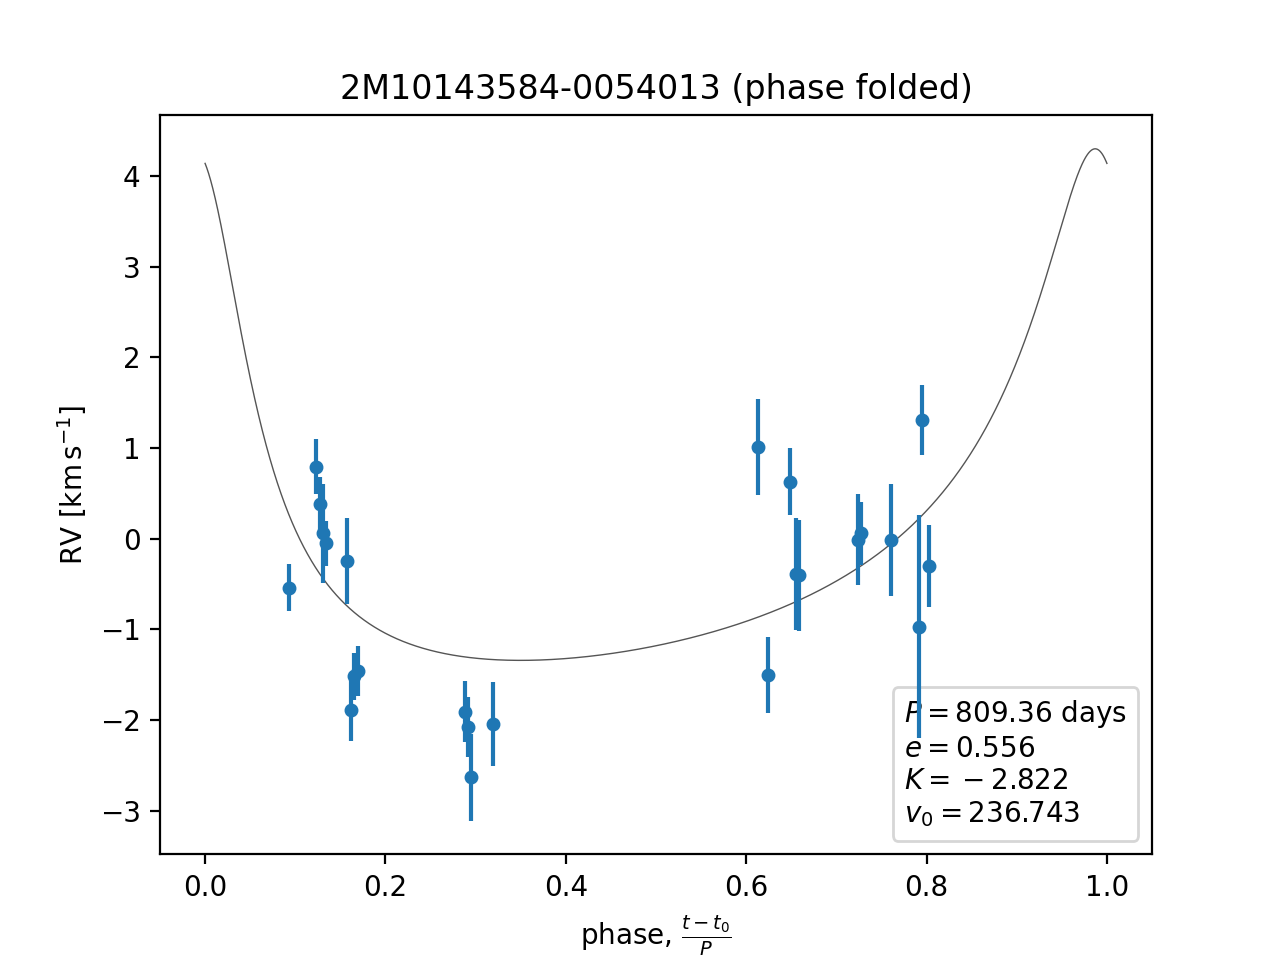 2M10143584-0054013 (phase folded)
RV [km s⁻¹]
4
3
2
1
0
−1
−2
−3
P = 809.36 days
e = 0.556
K = −2.822
v₀ = 236.743
0.0 0.2 0.4 0.6 0.8 1.0
phase, (t − t₀)/P